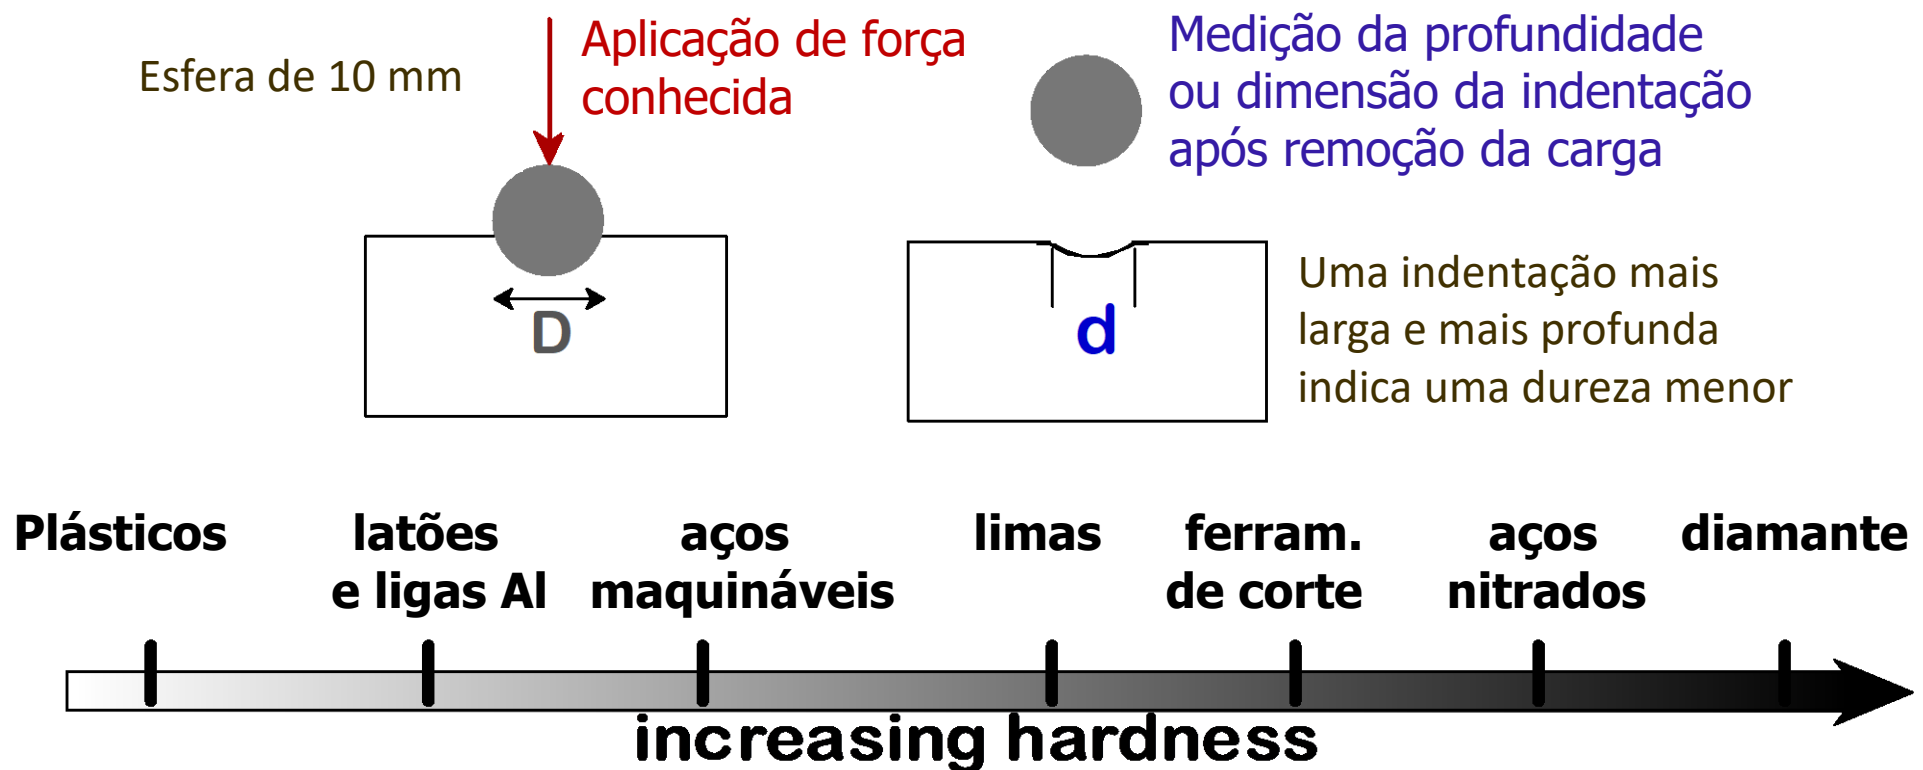 Esfera de 10 mm
Aplicação de força
conhecida
Medição da profundidade
ou dimensão da indentação
após remoção da carga
D
d
Uma indentação mais
larga e mais profunda
indica uma dureza menor
Plásticos
latões
e ligas Al
aços
maquináveis
limas
ferram.
de corte
aços
nitrados
diamante
increasing hardness